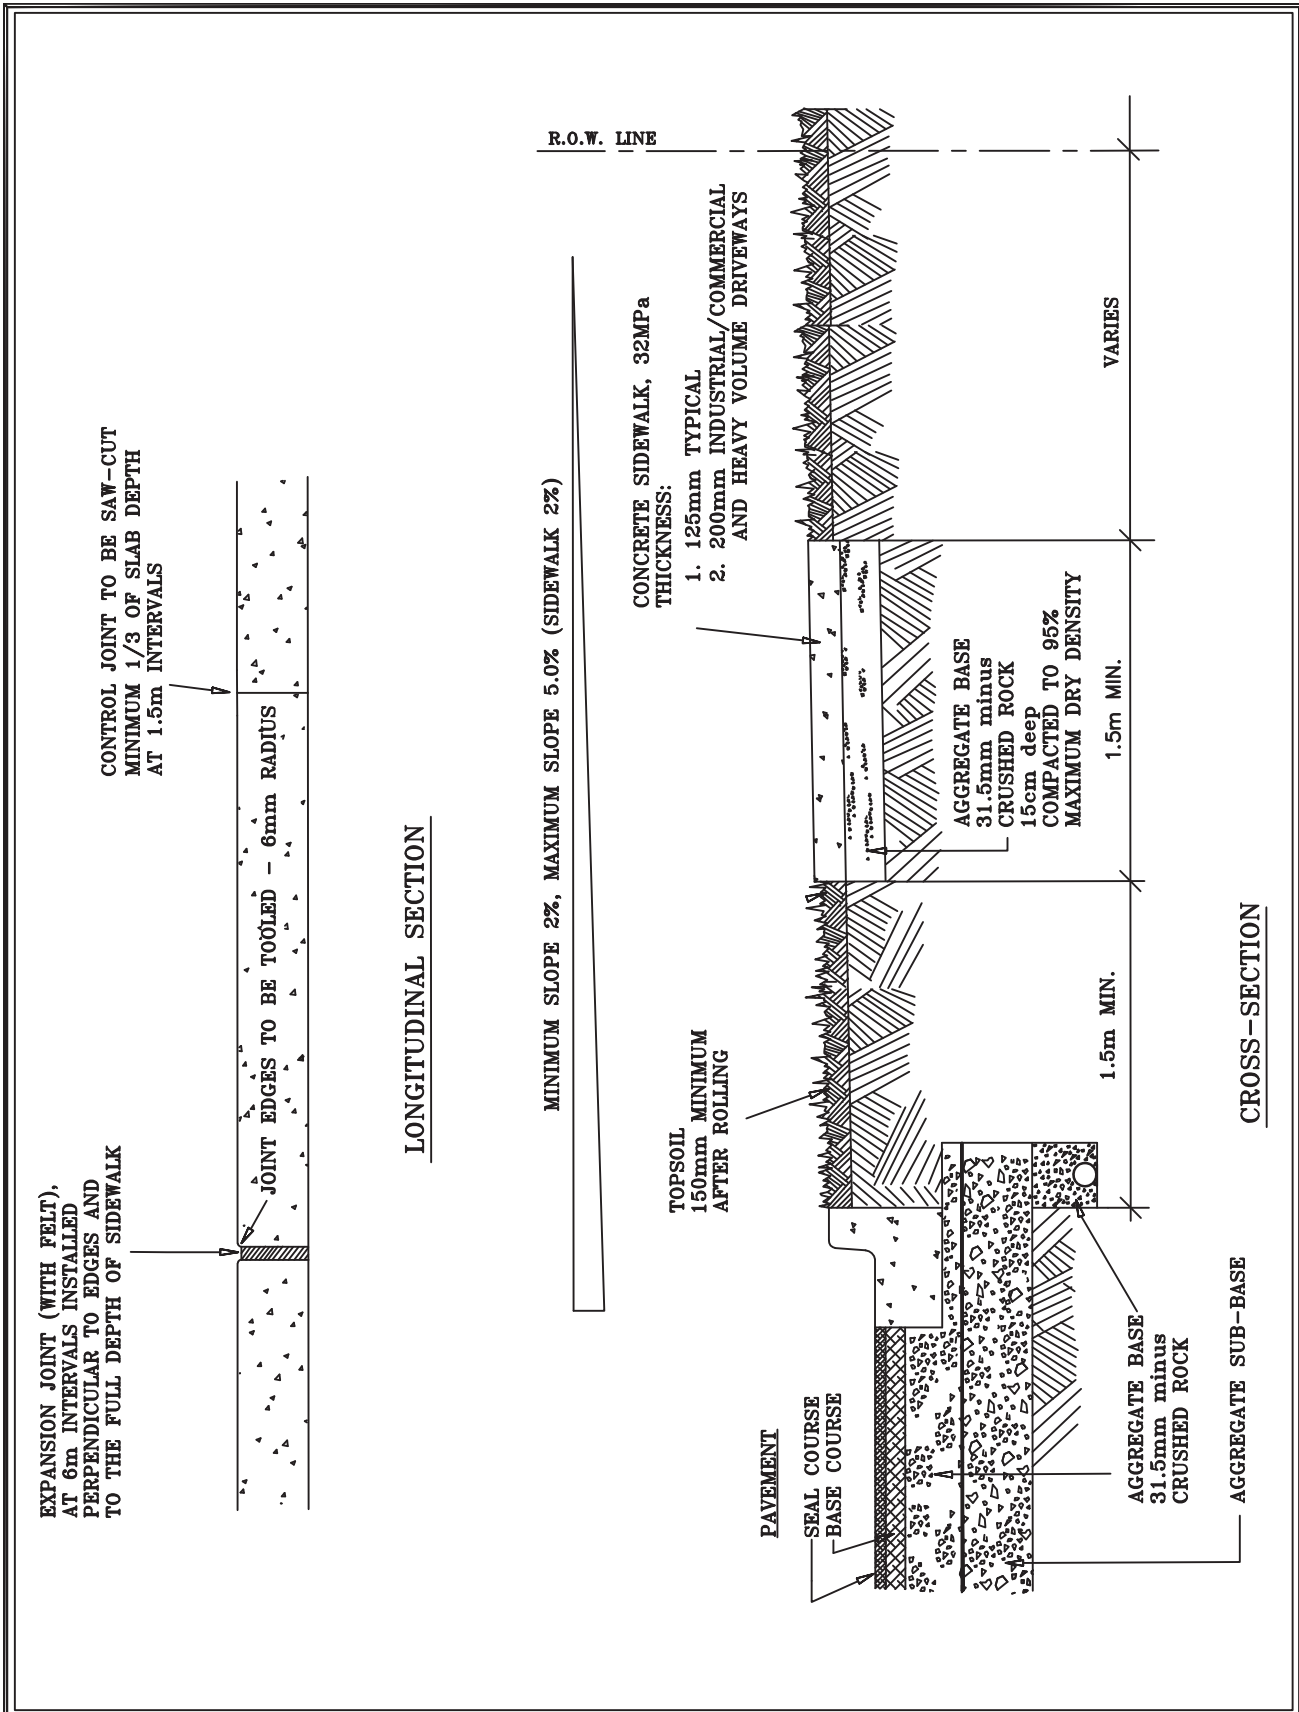 EXPANSION JOINT (WITH FELT),
AT 6m INTERVALS INSTALLED
PERPENDICULAR TO EDGES AND
TO THE FULL DEPTH OF SIDEWALK
CONTROL JOINT TO BE SAW-CUT
MINIMUM 1/3 OF SLAB DEPTH
AT 1.5m INTERVALS
JOINT EDGES TO BE TOOLED - 6mm RADIUS
LONGITUDINAL SECTION
MINIMUM SLOPE 2%, MAXIMUM SLOPE 5.0% (SIDEWALK 2%)
R.O.W. LINE
CONCRETE SIDEWALK, 32MPa
THICKNESS:
1. 125mm TYPICAL
2. 200mm INDUSTRIAL/COMMERCIAL
AND HEAVY VOLUME DRIVEWAYS
TOPSOIL
150mm MINIMUM
AFTER ROLLING
PAVEMENT
SEAL COURSE
BASE COURSE
AGGREGATE BASE
31.5mm minus
CRUSHED ROCK
15cm deep
COMPACTED TO 95%
MAXIMUM DRY DENSITY
1.5m MIN.
1.5m MIN.
VARIES
AGGREGATE BASE
31.5mm minus
CRUSHED ROCK
AGGREGATE SUB-BASE
CROSS-SECTION